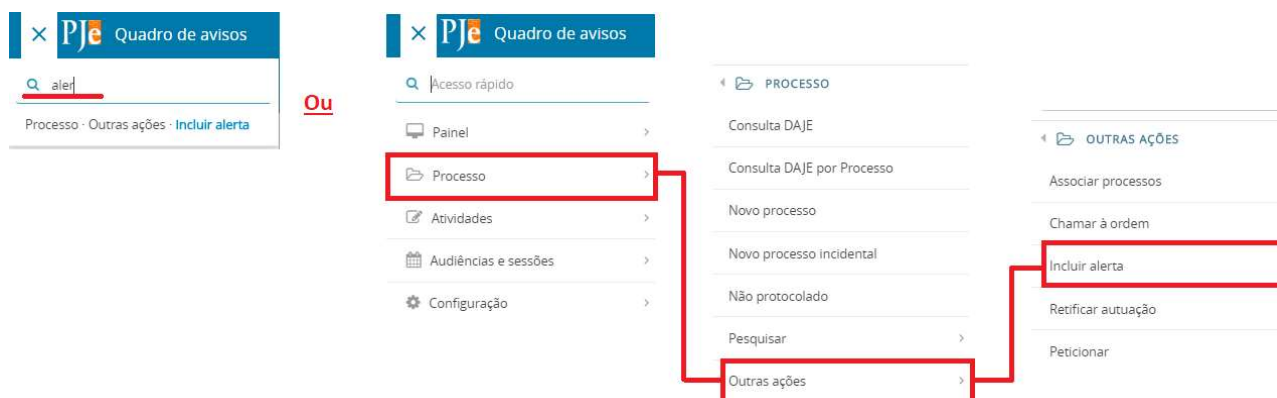 × PJe Quadro de avisos
aler
Processo · Outras ações · Incluir alerta
Ou
× PJe Quadro de avisos
Acesso rápido
Painel
Processo
Atividades
Audiências e sessões
Configuração
PROCESSO
Consulta DAJE
Consulta DAJE por Processo
Novo processo
Novo processo incidental
Não protocolado
Pesquisar
Outras ações
OUTRAS AÇÕES
Associar processos
Chamar à ordem
Incluir alerta
Retificar autuação
Peticionar